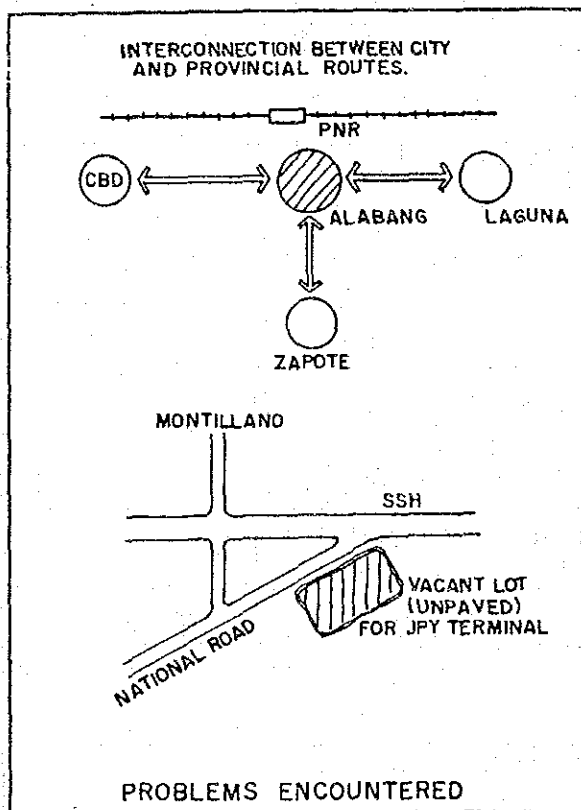 INTERCONNECTION BETWEEN CITY
AND PROVINCIAL ROUTES.
PNR
CBD
ALABANG
LAGUNA
ZAPOTE
MONTILLANO
SSH
VACANT LOT
(UNPAVED)
FOR JPY TERMINAL
NATIONAL ROAD
PROBLEMS ENCOUNTERED